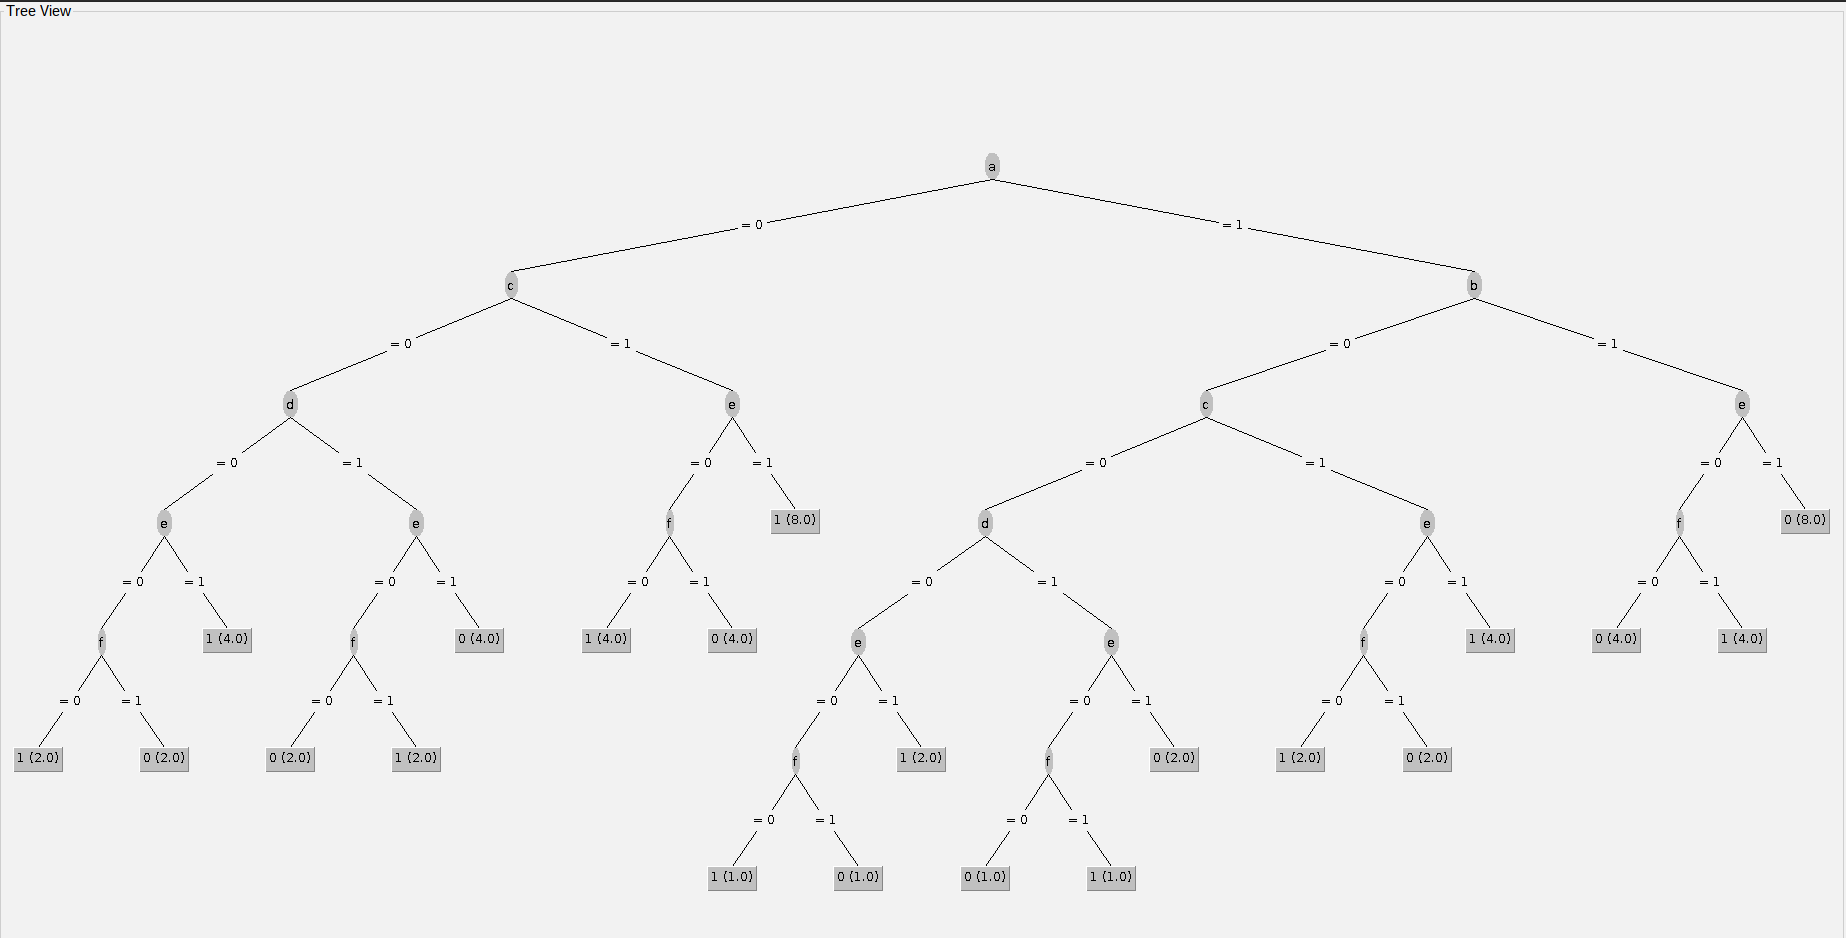 Tree View
a
= 0 = 1
c b
= 0 = 1 = 0 = 1
d e c e
= 0 = 1 = 0 = 1 = 0 = 1 = 0 = 1
e e f 1 (8.0) d e f 0 (8.0)
= 0 = 1 = 0 = 1 = 0 = 1 = 0 = 1 = 0 = 1 = 0 = 1
f 1 (4.0) f 0 (4.0) 1 (4.0) 0 (4.0) e e f 1 (4.0) 0 (4.0) 1 (4.0)
= 0 = 1 = 0 = 1 = 0 = 1 = 0 = 1 = 0 = 1
1 (2.0) 0 (2.0) 0 (2.0) 1 (2.0) f 1 (2.0) f 0 (2.0) 1 (2.0) 0 (2.0)
= 0 = 1 = 0 = 1
1 (1.0) 0 (1.0) 0 (1.0) 1 (1.0)